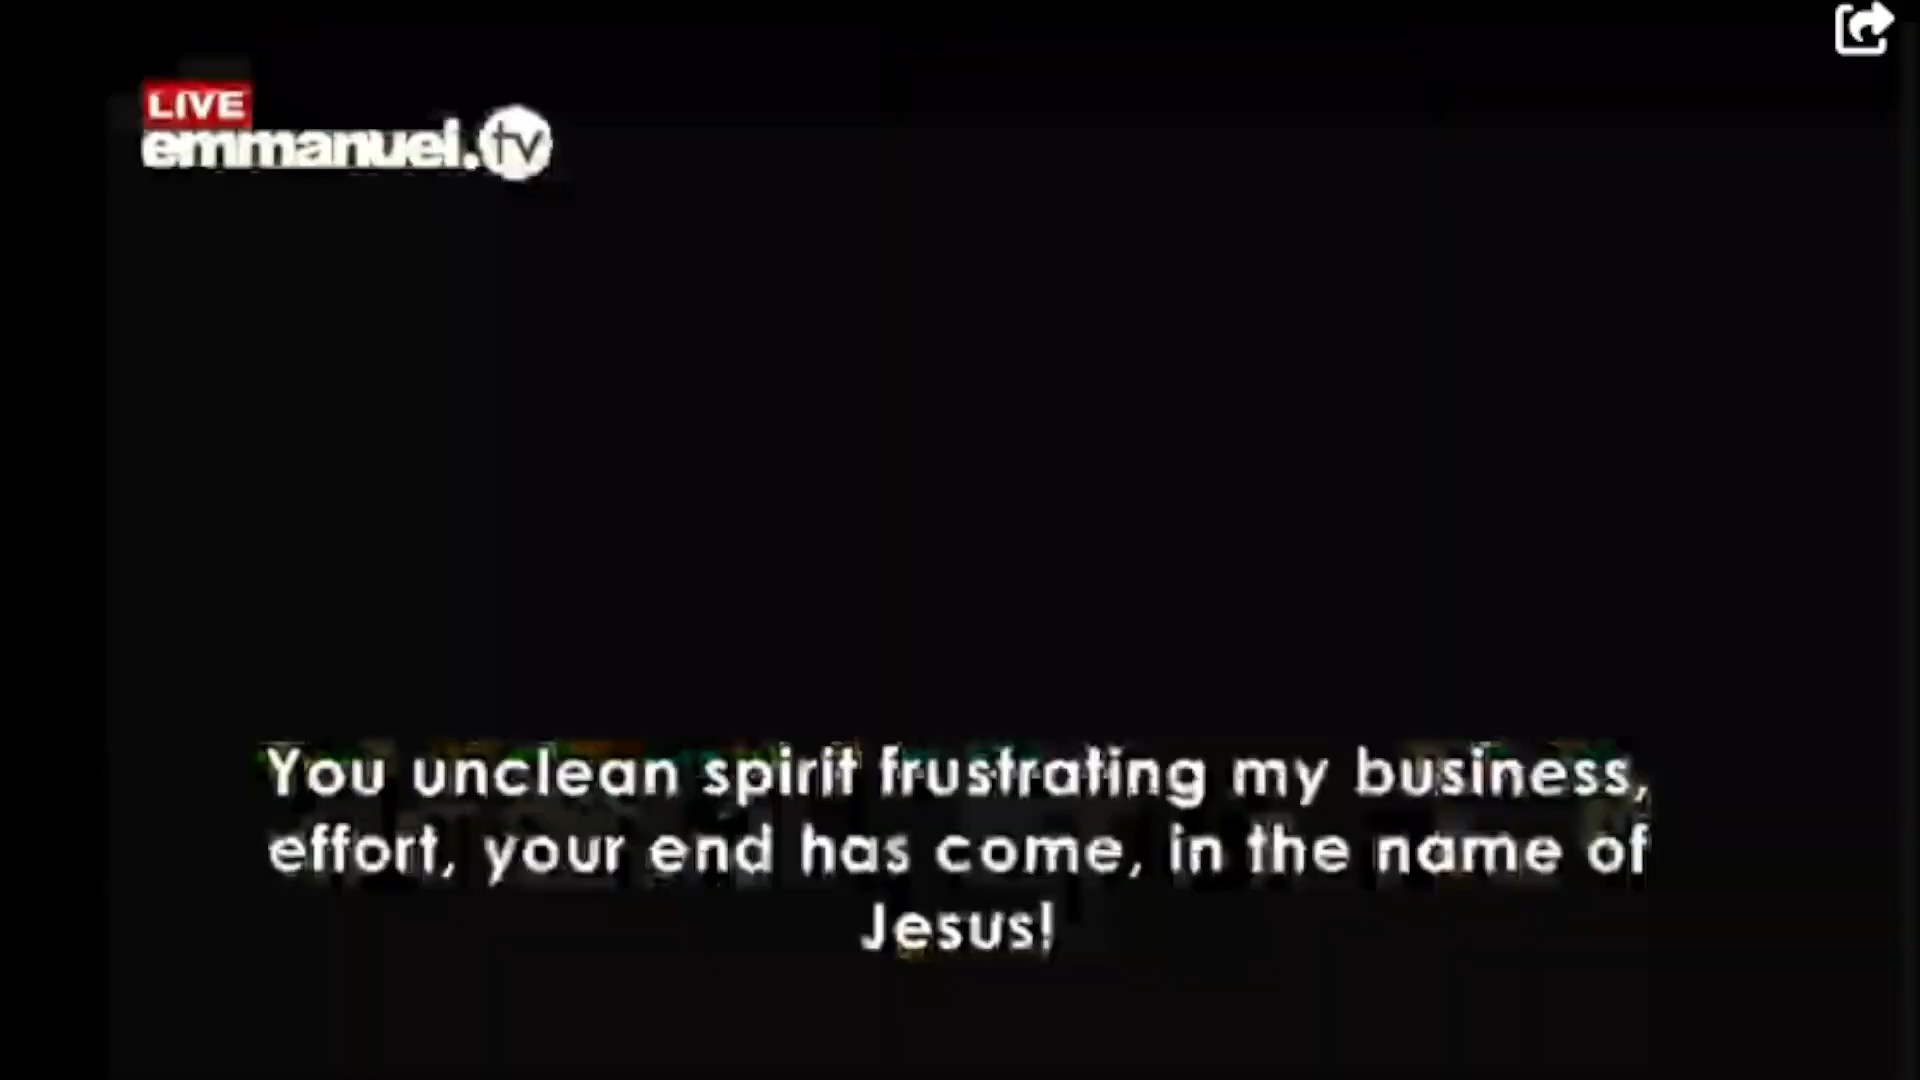 LIVE
emmanuel.tv
You unclean spirit frustrating my business,
effort, your end has come, in the name of
Jesus!